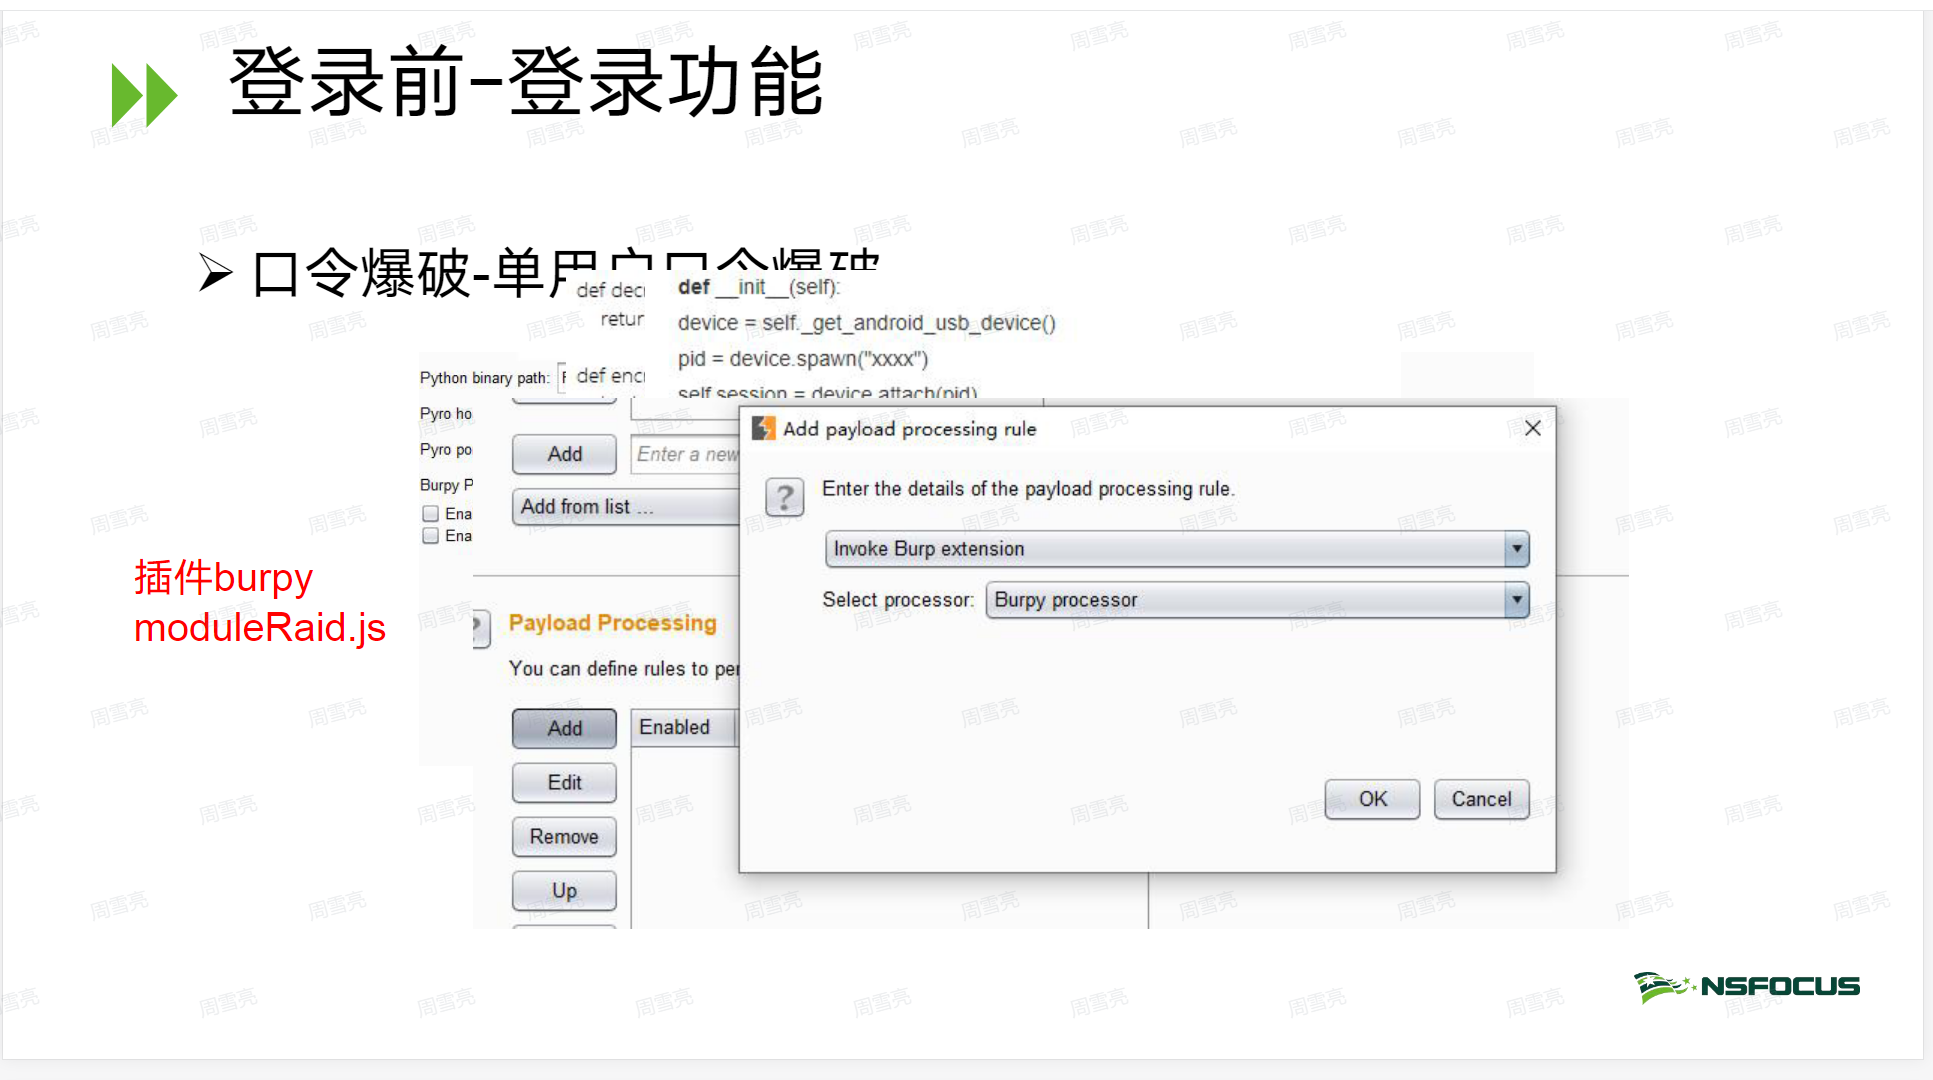 登录前-登录功能
➢ 口令爆破-单用户口令爆破
def decr
retur
def encr
def __init__(self):
device = self._get_android_usb_device()
pid = device.spawn("xxxx")
self.session = device.attach(pid)
Python binary path:
Pyro ho
Pyro po
Burpy P
Ena
Ena
Add
Enter a new
Add from list ...
插件burpy
moduleRaid.js
Payload Processing
You can define rules to per
Add
Enabled
Edit
Remove
Up
Add payload processing rule
Enter the details of the payload processing rule.
Invoke Burp extension
Select processor:
Burpy processor
OK
Cancel
NSFOCUS
周雪亮